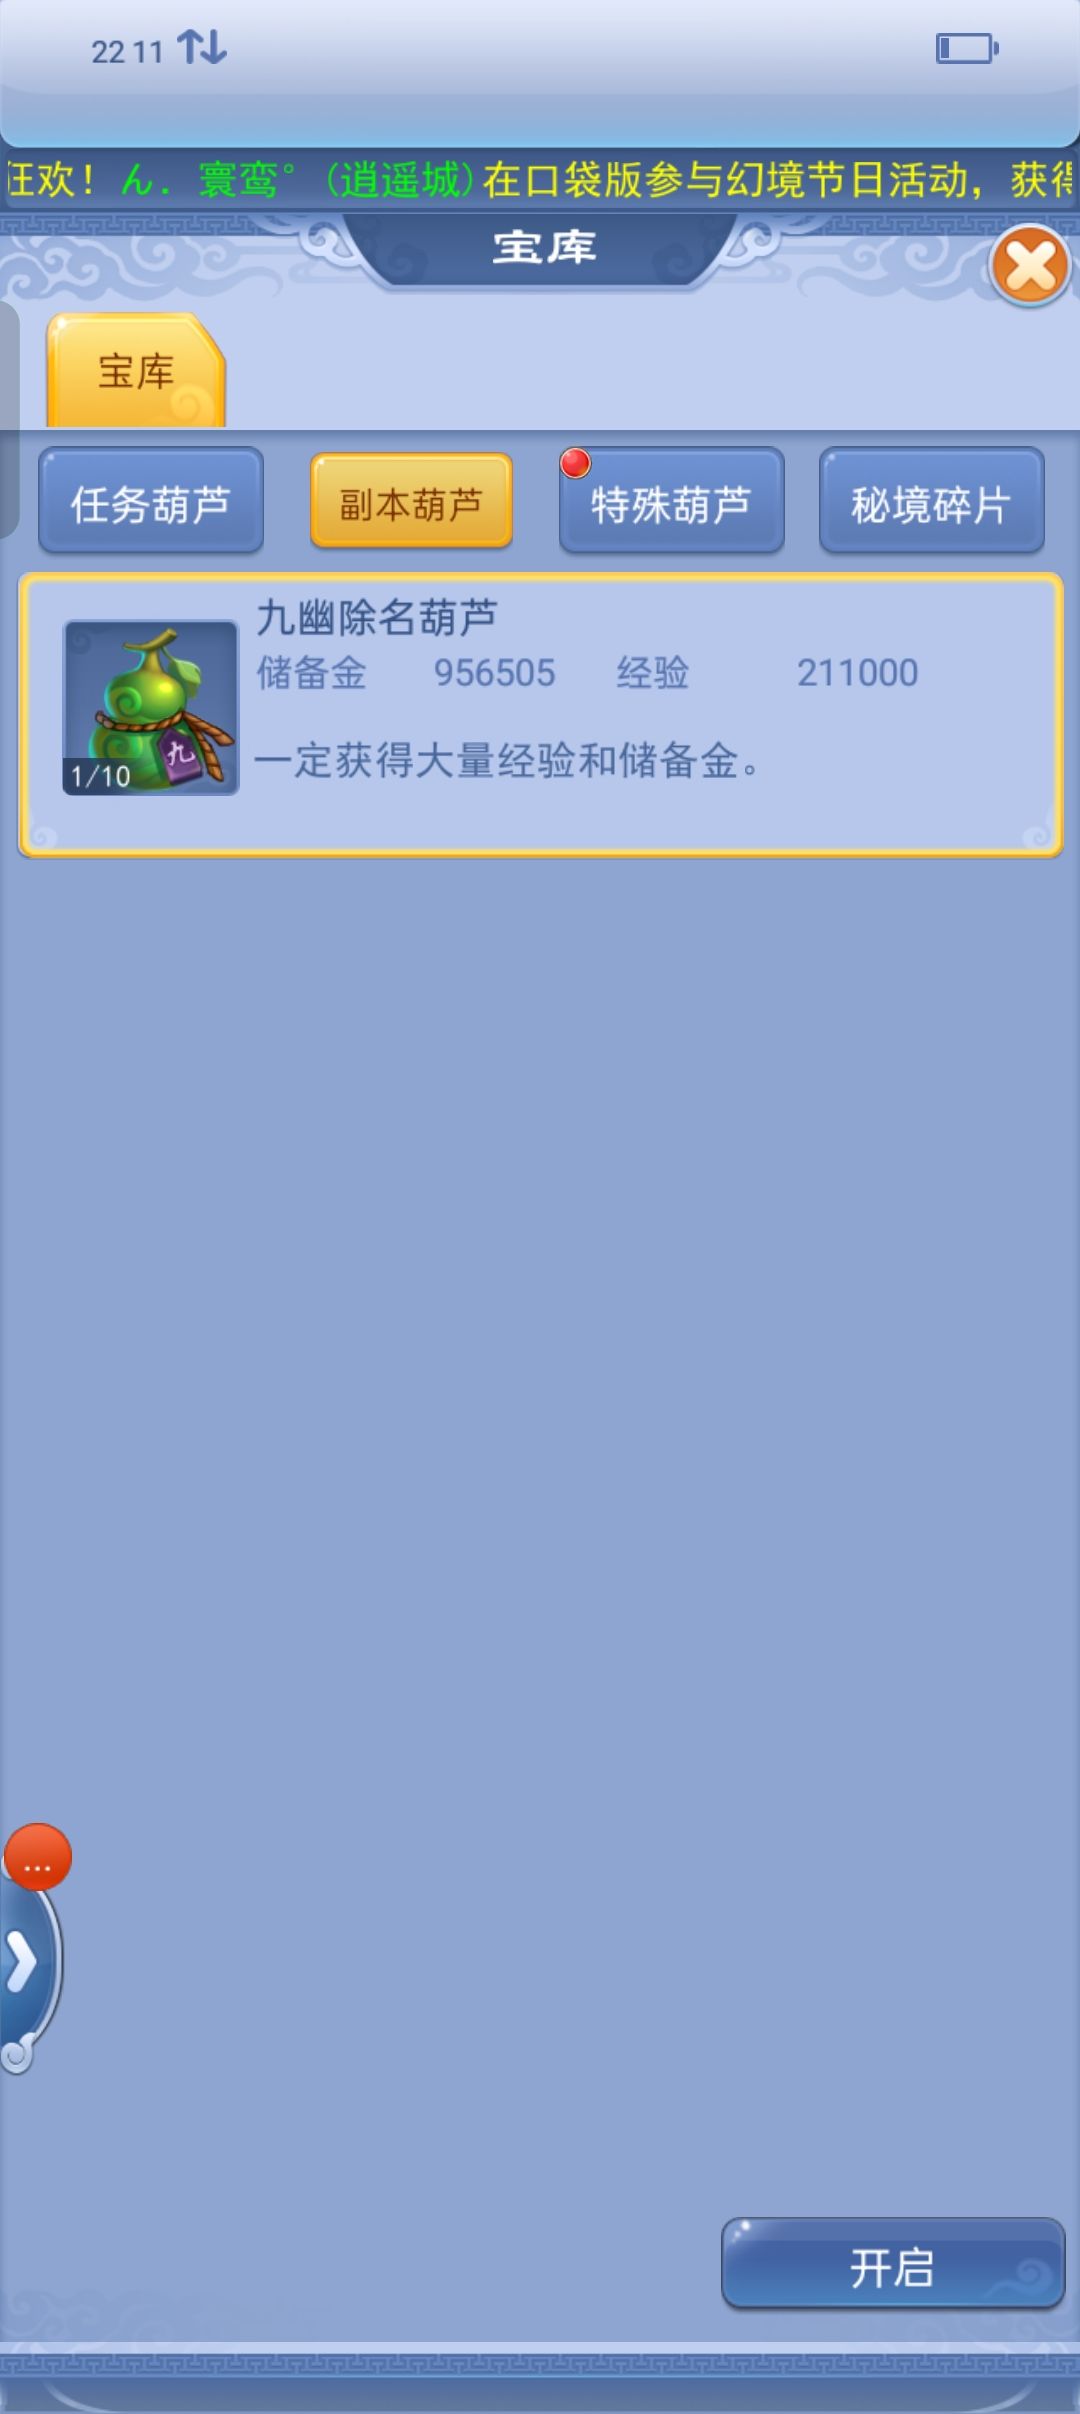 22 11
狂欢！ん．寰鸾°(逍遥城)在口袋版参与幻境节日活动，获得
宝库
宝库
任务葫芦 副本葫芦 特殊葫芦 秘境碎片
九幽除名葫芦
储备金 956505 经验 211000
九
一定获得大量经验和储备金。
1/10
...
开启